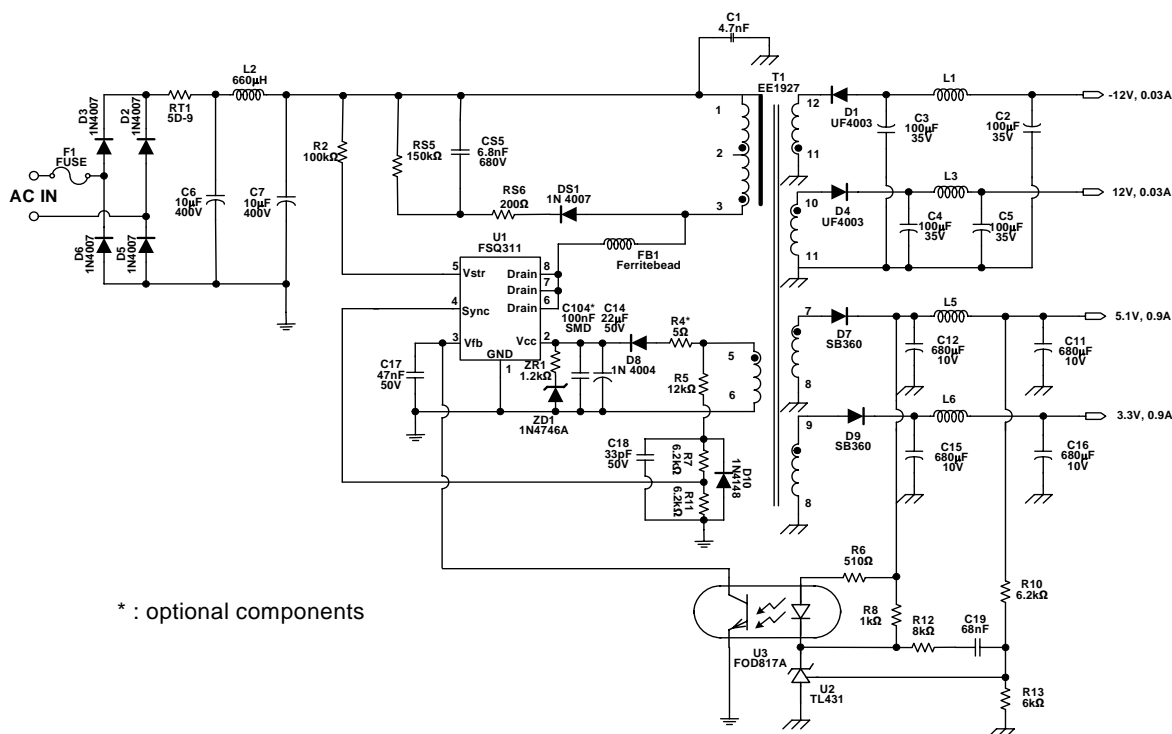 C1
4.7nF
L2
660μH
T1
EE1927
L1
-12V, 0.03A
D3
1N4007
D2
1N4007
RT1
5D-9
12
D1
UF4003
C3
100μF
35V
C2
100μF
35V
1
2
3
11
F1
FUSE
AC IN
C6
10μF
400V
C7
10μF
400V
R2
100kΩ
RS5
150kΩ
CS5
6.8nF
680V
RS6
200Ω
DS1
1N 4007
L3
12V, 0.03A
10
D4
UF4003
C4
100μF
35V
C5
100μF
35V
11
D6
1N4007
D5
1N4007
U1
FSQ311
FB1
Ferritebead
5
Vstr
4
Sync
3
Vfb
GND
1
Drain
8
Drain
7
Drain
6
Vcc
2
C104*
100nF
SMD
C14
22μF
50V
R4*
5Ω
D8
1N 4004
5
6
R5
12kΩ
ZR1
1.2kΩ
ZD1
1N4746A
C17
47nF
50V
7
D7
SB360
L5
5.1V, 0.9A
C12
680μF
10V
C11
680μF
10V
8
9
D9
SB360
L6
3.3V, 0.9A
C15
680μF
10V
C16
680μF
10V
8
C18
33pF
50V
R7
6.2kΩ
R11
6.2kΩ
D10
1N4148
R6
510Ω
R8
1kΩ
R12
8kΩ
C19
68nF
R10
6.2kΩ
R13
6kΩ
U3
FOD817A
U2
TL431
* : optional components